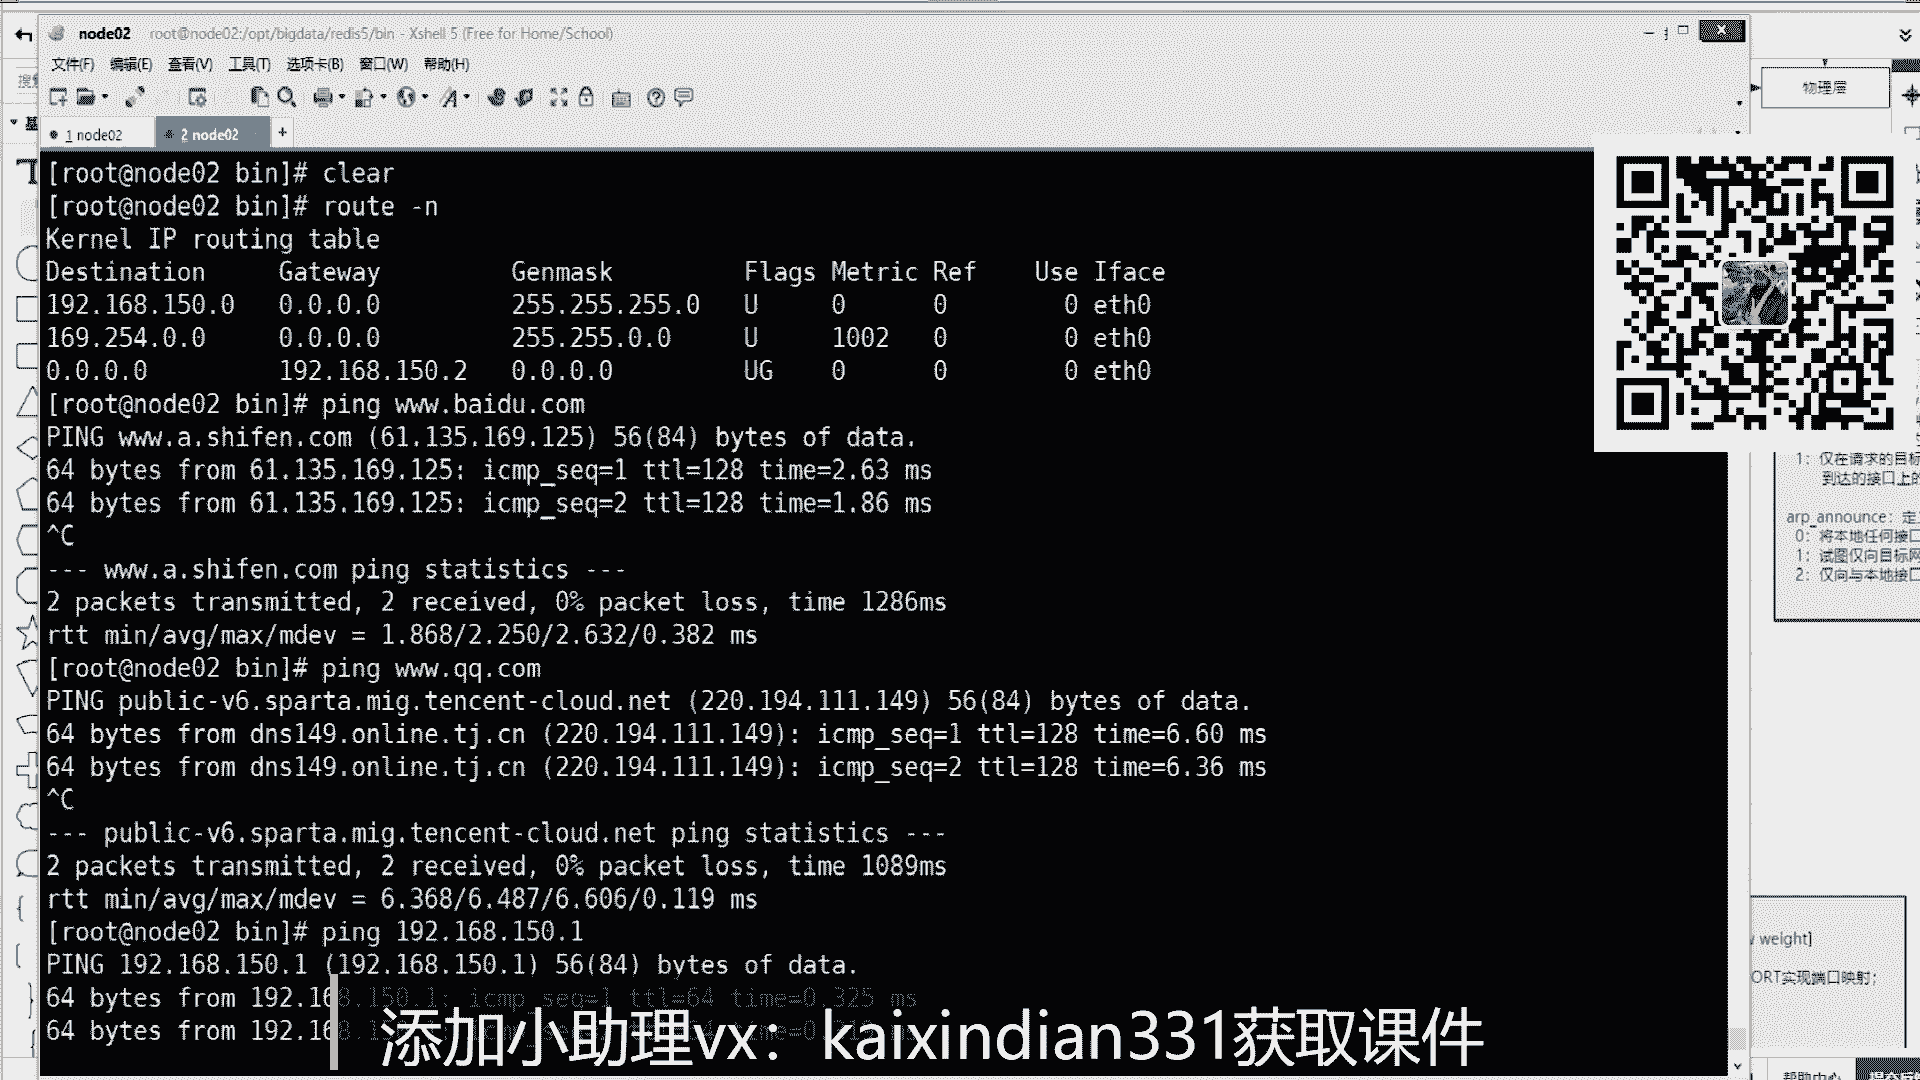 node02 root@node02:/opt/bigdata/redis5/bin - Xshell 5 (Free for Home/School)
文件(F) 编辑(E) 查看(V) 工具(T) 选项卡(B) 窗口(W) 帮助(H)
1 node02 2 node02 +
[root@node02 bin]# clear
[root@node02 bin]# route -n
Kernel IP routing table
Destination Gateway Genmask Flags Metric Ref Use Iface
192.168.150.0 0.0.0.0 255.255.255.0 U 0 0 0 eth0
169.254.0.0 0.0.0.0 255.255.0.0 U 1002 0 0 eth0
0.0.0.0 192.168.150.2 0.0.0.0 UG 0 0 0 eth0
[root@node02 bin]# ping www.baidu.com
PING www.a.shifen.com (61.135.169.125) 56(84) bytes of data.
64 bytes from 61.135.169.125: icmp_seq=1 ttl=128 time=2.63 ms
64 bytes from 61.135.169.125: icmp_seq=2 ttl=128 time=1.86 ms
^C
--- www.a.shifen.com ping statistics ---
2 packets transmitted, 2 received, 0% packet loss, time 1286ms
rtt min/avg/max/mdev = 1.868/2.250/2.632/0.382 ms
[root@node02 bin]# ping www.qq.com
PING public-v6.sparta.mig.tencent-cloud.net (220.194.111.149) 56(84) bytes of data.
64 bytes from dns149.online.tj.cn (220.194.111.149): icmp_seq=1 ttl=128 time=6.60 ms
64 bytes from dns149.online.tj.cn (220.194.111.149): icmp_seq=2 ttl=128 time=6.36 ms
^C
--- public-v6.sparta.mig.tencent-cloud.net ping statistics ---
2 packets transmitted, 2 received, 0% packet loss, time 1089ms
rtt min/avg/max/mdev = 6.368/6.487/6.606/0.119 ms
[root@node02 bin]# ping 192.168.150.1
PING 192.168.150.1 (192.168.150.1) 56(84) bytes of data.
64 bytes from 192.168.150.1: icmp_seq=1 ttl=64 time=0.325 ms
64 bytes from 192.168
添加小助理vx：kaixindian331获取课件
物理层
1：仅在请求的目标
到达的接口上的
arp_announce：定
0：将本地任何接口
1：试图仅向目标网
2：仅向与本地接口
weight]
ORT实现端口映射；
帮助中心